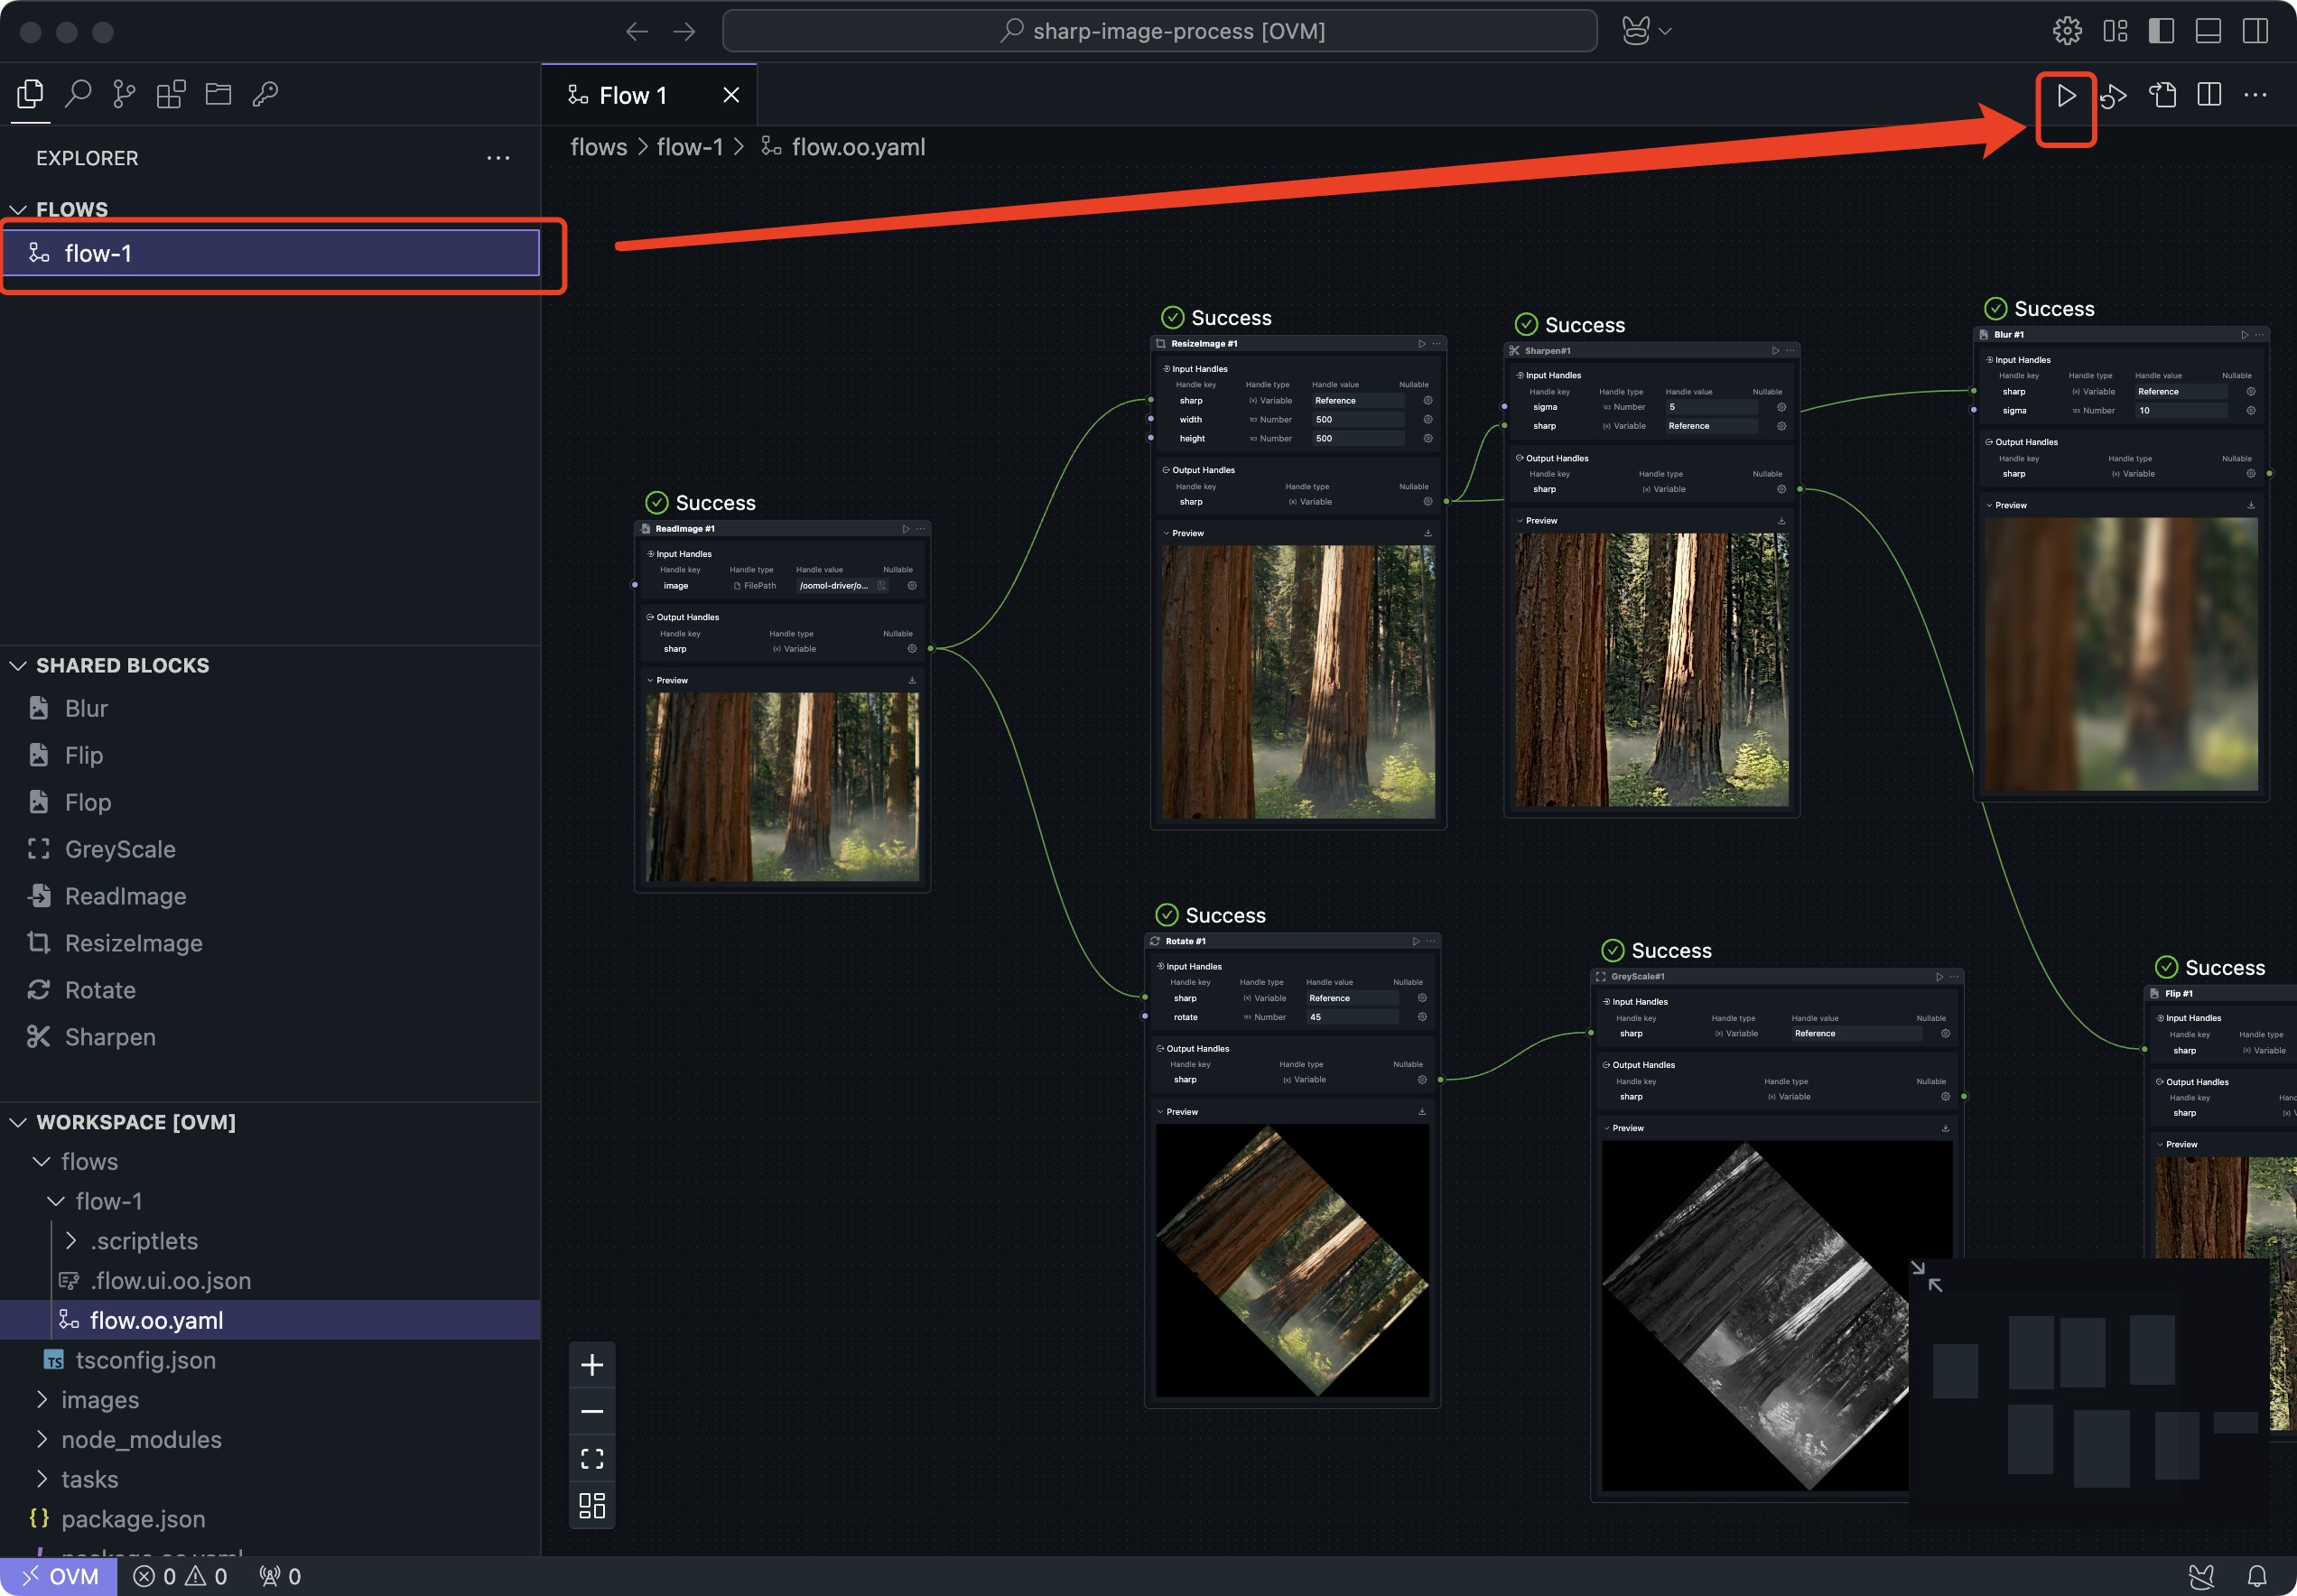 sharp-image-process [OVM]
Flow 1
EXPLORER
flows > flow-1 > flow.oo.yaml
FLOWS
flow-1
SHARED BLOCKS
Blur
Flip
Flop
GreyScale
ReadImage
ResizeImage
Rotate
Sharpen
WORKSPACE [OVM]
flows
flow-1
.scriptlets
.flow.ui.oo.json
flow.oo.yaml
TS tsconfig.json
images
node_modules
tasks
{} package.json
Success
ReadImage #1
Input Handles
Handle key Handle type Handle value Nullable
image FilePath /oomol-driver/o...
Output Handles
Handle key Handle type Nullable
sharp (x) Variable
Preview
Success
ResizeImage #1
Input Handles
Handle key Handle type Handle value Nullable
sharp (x) Variable Reference
width 123 Number 500
height 123 Number 500
Output Handles
Handle key Handle type Nullable
sharp (x) Variable
Preview
Success
Sharpen#1
Input Handles
Handle key Handle type Handle value Nullable
sigma 123 Number 5
sharp (x) Variable Reference
Output Handles
Handle key Handle type Nullable
sharp (x) Variable
Preview
Success
Blur #1
Input Handles
Handle key Handle type Handle value Nullable
sharp (x) Variable Reference
sigma 123 Number 10
Output Handles
Handle key Handle type Nullable
sharp (x) Variable
Preview
Success
Rotate #1
Input Handles
Handle key Handle type Handle value Nullable
sharp (x) Variable Reference
rotate 123 Number 45
Output Handles
Handle key Handle type Nullable
sharp (x) Variable
Preview
Success
GreyScale#1
Input Handles
Handle key Handle type Handle value Nullable
sharp (x) Variable Reference
Output Handles
Handle key Handle type Nullable
sharp (x) Variable
Preview
Success
Flip #1
Input Handles
Handle key Handle type
sharp (x) Variable
Output Handles
Handle key
sharp (x)
Preview
OVM 0 0 0